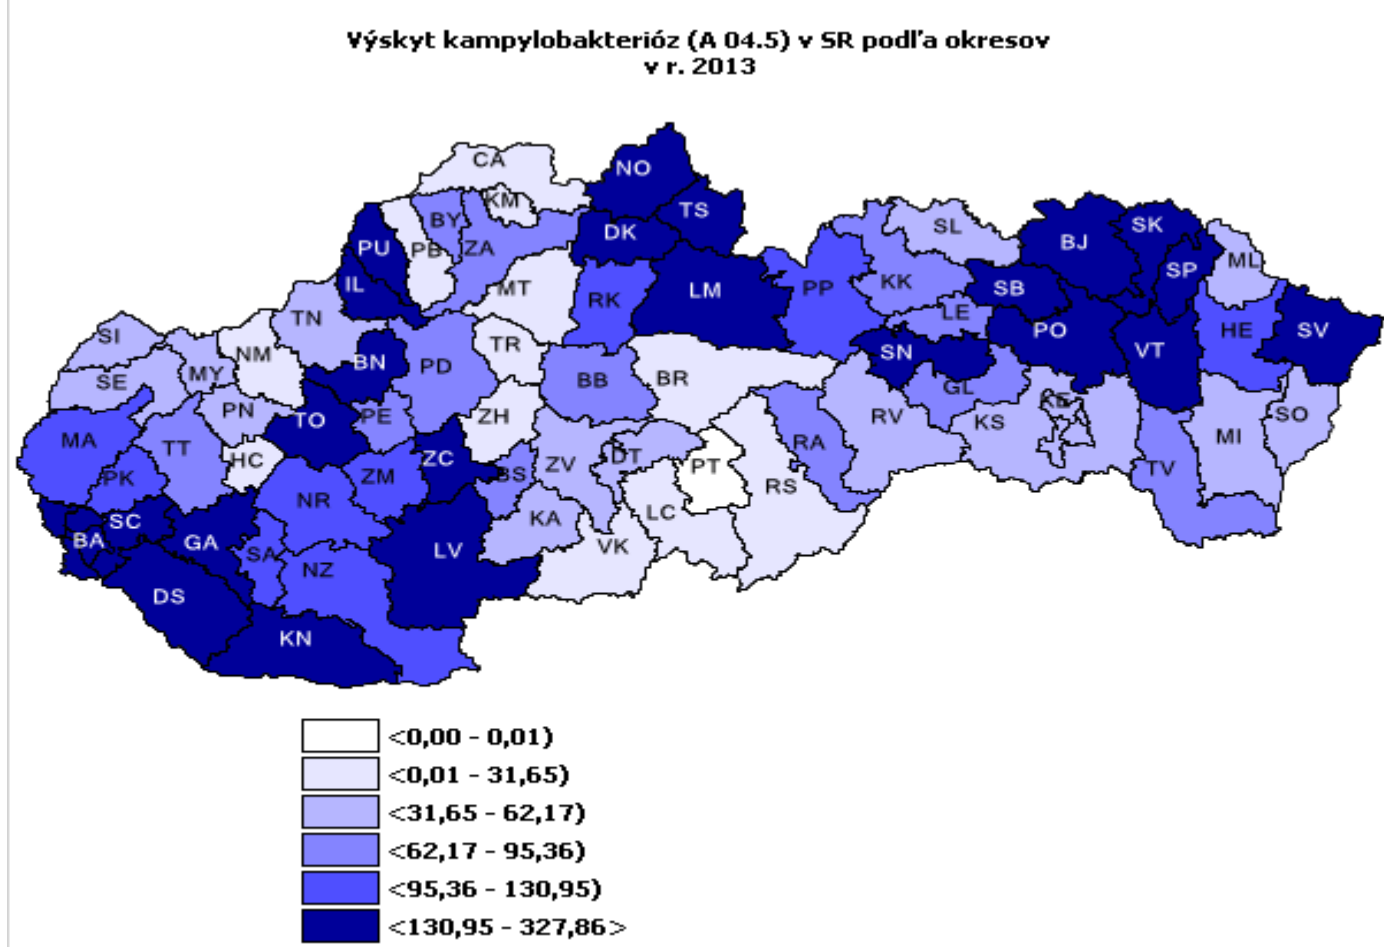 Výskyt kampylobakterióz (A 04.5) v SR podľa okresov
v r. 2013
CA
NO
KM
TS
BY
SL
SK
PU
PB
ZA
DK
BJ
SP
ML
IL
MT
RK
LM
PP
KK
SB
TN
LE
PO
HE
SV
SI
NM
BN
TR
SN
VT
SE
MY
PD
BB
BR
GL
PN
TO
PE
ZH
RV
KS
KE
SO
MA
TT
HC
RA
MI
PK
ZM
ZC
BS
ZV
DT
PT
TV
NR
RS
SC
LC
BA
GA
SA
LV
KA
VK
NZ
DS
KN
<0,00 - 0,01)
<0,01 - 31,65)
<31,65 - 62,17)
<62,17 - 95,36)
<95,36 - 130,95)
<130,95 - 327,86>